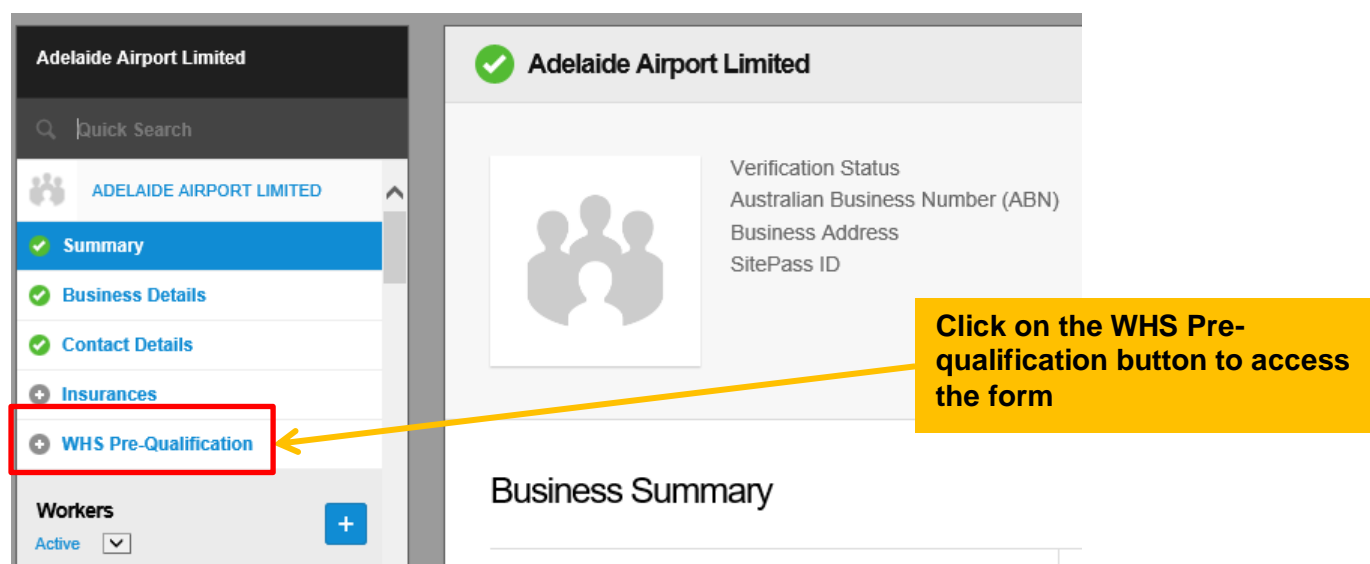 Adelaide Airport Limited
Quick Search
ADELAIDE AIRPORT LIMITED
Summary
Business Details
Contact Details
Insurances
WHS Pre-Qualification
Workers
Active
+
Adelaide Airport Limited
Verification Status
Australian Business Number (ABN)
Business Address
SitePass ID
Click on the WHS Pre-
qualification button to access
the form
Business Summary